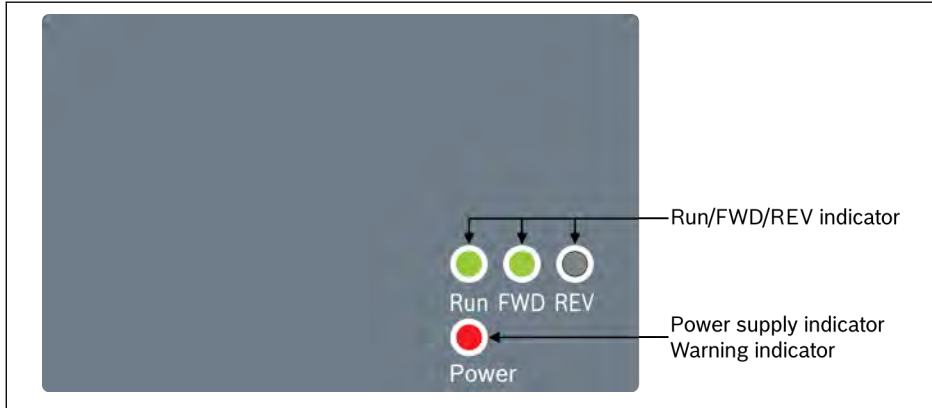 Run/FWD/REV indicator
Run FWD REV
Power supply indicator
Warning indicator
Power